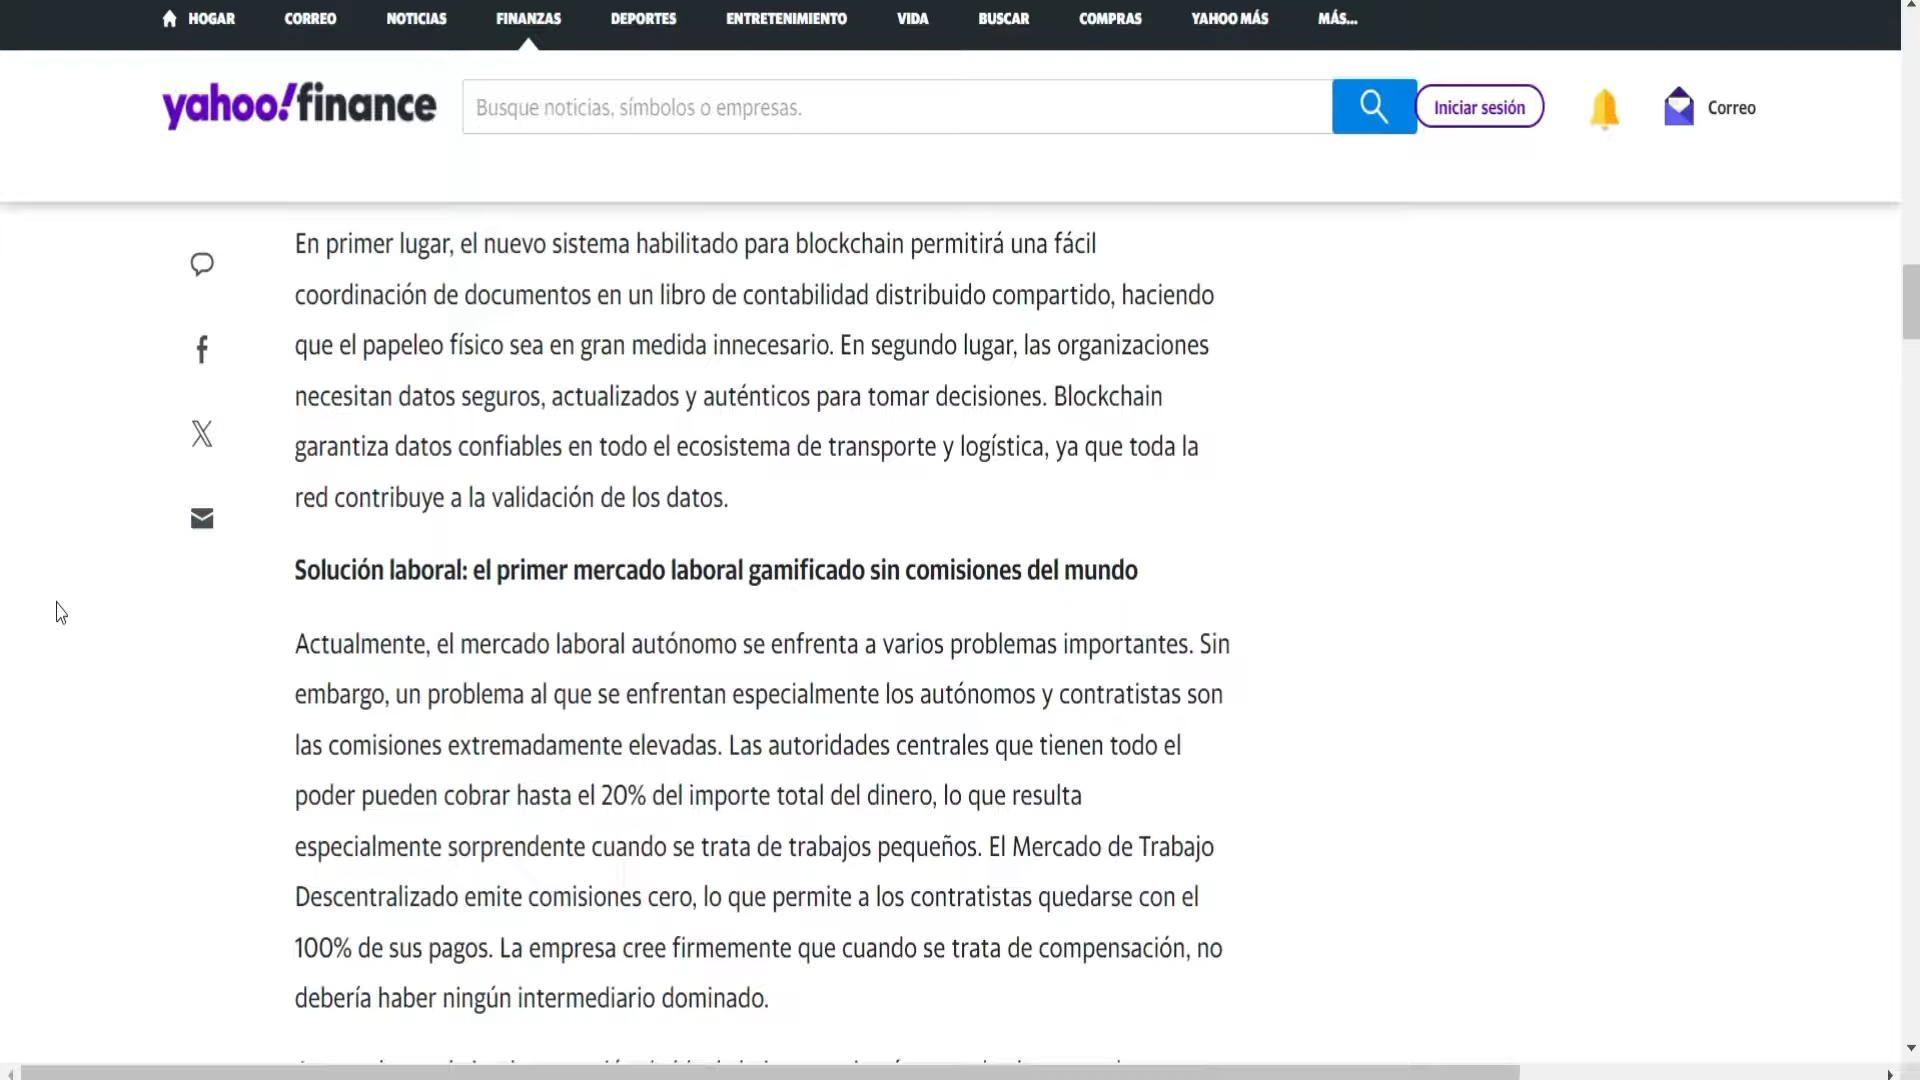 HOGAR CORREO NOTICIAS FINANZAS DEPORTES ENTRETENIMIENTO VIDA BUSCAR COMPRAS YAHOO MÁS MÁS...
yahoo!finance Busque noticias, símbolos o empresas. Iniciar sesión Correo
En primer lugar, el nuevo sistema habilitado para blockchain permitirá una fácil
coordinación de documentos en un libro de contabilidad distribuido compartido, haciendo
que el papeleo físico sea en gran medida innecesario. En segundo lugar, las organizaciones
necesitan datos seguros, actualizados y auténticos para tomar decisiones. Blockchain
garantiza datos confiables en todo el ecosistema de transporte y logística, ya que toda la
red contribuye a la validación de los datos.
Solución laboral: el primer mercado laboral gamificado sin comisiones del mundo
Actualmente, el mercado laboral autónomo se enfrenta a varios problemas importantes. Sin
embargo, un problema al que se enfrentan especialmente los autónomos y contratistas son
las comisiones extremadamente elevadas. Las autoridades centrales que tienen todo el
poder pueden cobrar hasta el 20% del importe total del dinero, lo que resulta
especialmente sorprendente cuando se trata de trabajos pequeños. El Mercado de Trabajo
Descentralizado emite comisiones cero, lo que permite a los contratistas quedarse con el
100% de sus pagos. La empresa cree firmemente que cuando se trata de compensación, no
debería haber ningún intermediario dominado.